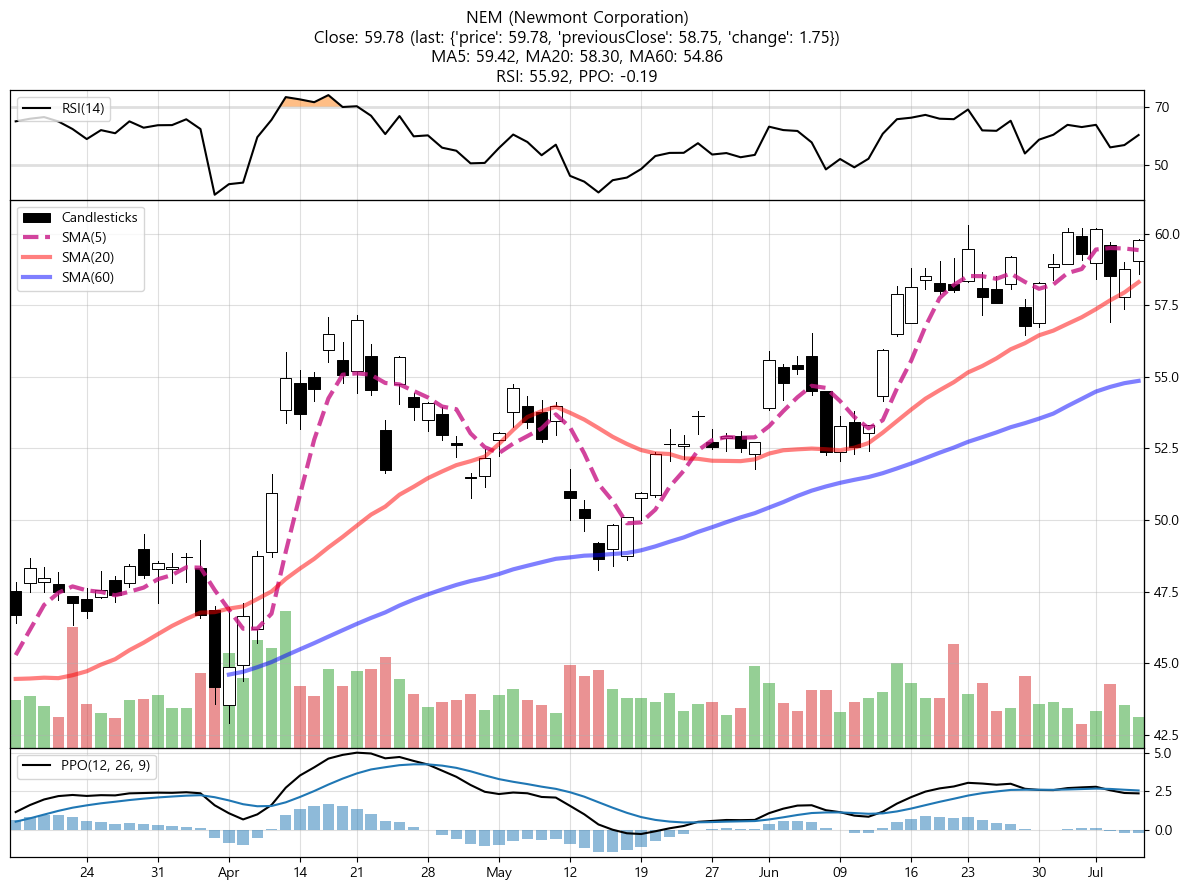 NEM (Newmont Corporation)
Close: 59.78 (last: {'price': 59.78, 'previousClose': 58.75, 'change': 1.75})
MA5: 59.42, MA20: 58.30, MA60: 54.86
RSI: 55.92, PPO: -0.19
RSI(14)
70
50
Candlesticks
SMA(5)
SMA(20)
SMA(60)
60.0
57.5
55.0
52.5
50.0
47.5
45.0
42.5
PPO(12, 26, 9)
5.0
2.5
0.0
24 31 Apr 14 21 28 May 12 19 27 Jun 09 16 23 30 Jul